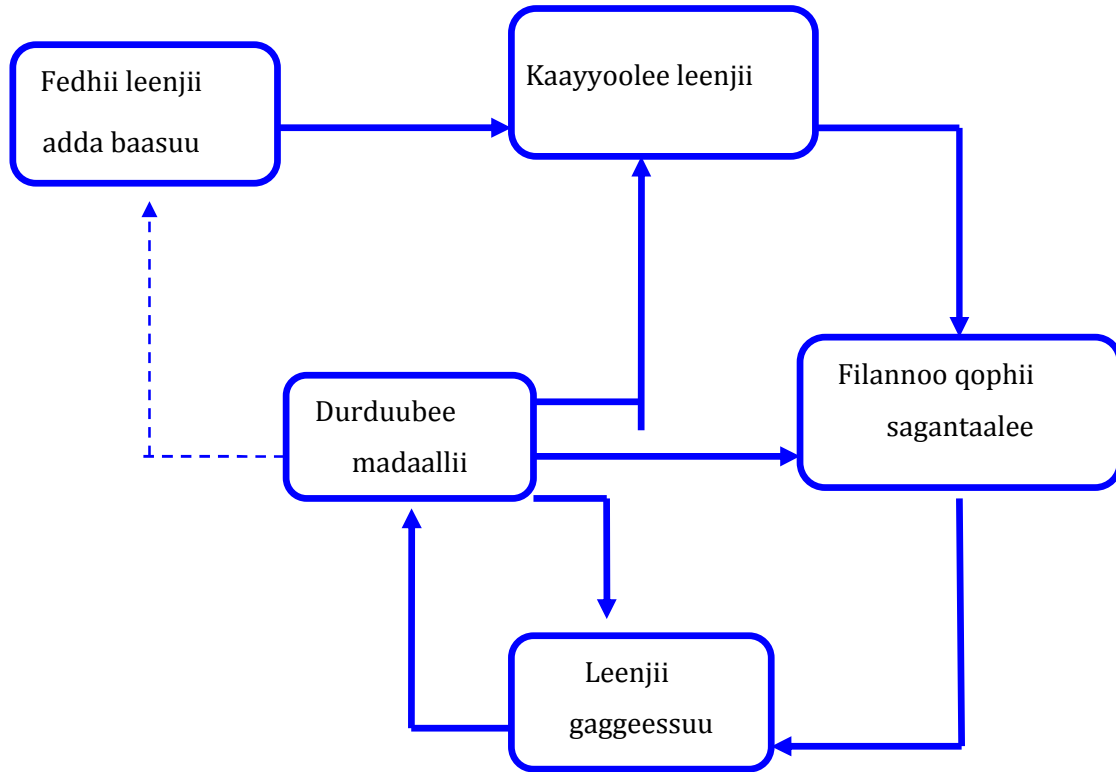 Fedhii leenjii
adda baasuu
Kaayyoolee leenjii
Filannoo qophii
sagantaalee
Durduubee
madaallii
Leenjii
gaggeessuu